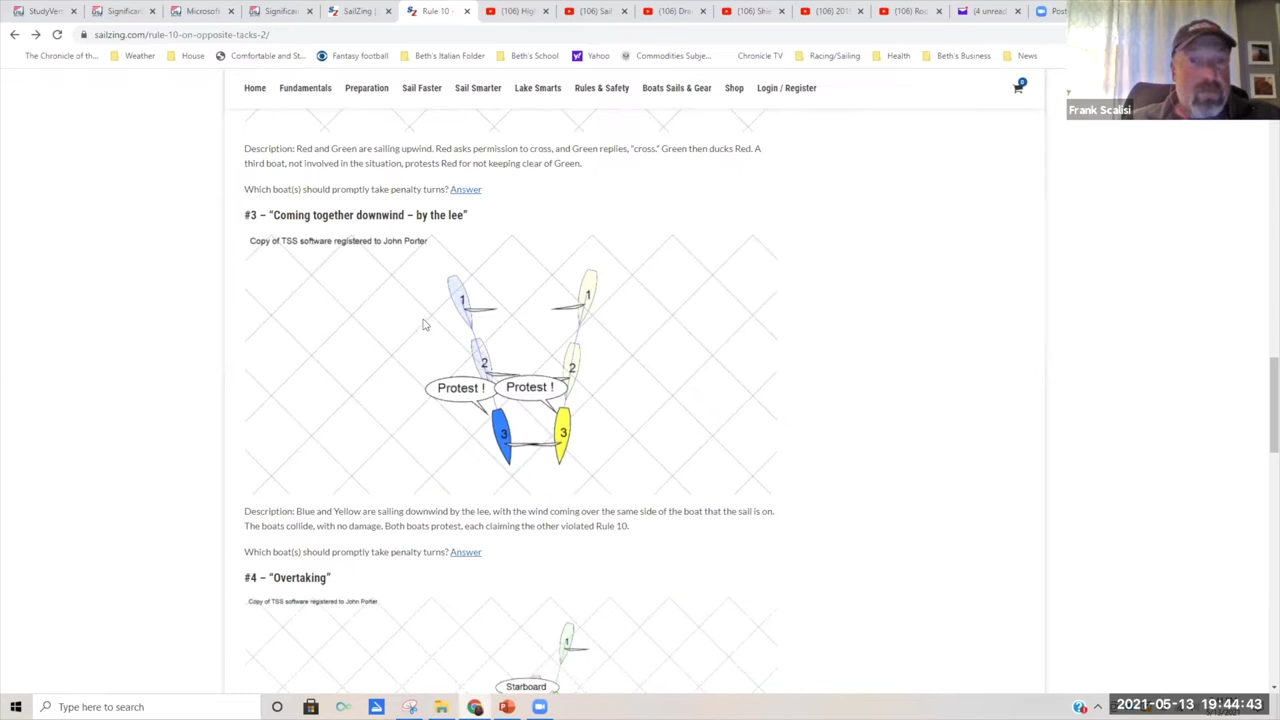 StudyVer
Significan
Microsof
Significan
SailZing |
Rule 10 -
(106) Hig
(106) Sail
(106) Dra
(106) She
(106) 201
(106) Roc
(4 unread
Post
sailzing.com/rule-10-on-opposite-tacks-2/
The Chronicle of th...
Weather
House
Comfortable and St...
Fantasy football
Beth's Italian Folder
Beth's School
Yahoo
Commodities Subje...
Chronicle TV
Racing/Sailing
Health
Beth's Business
News
Home
Fundamentals
Preparation
Sail Faster
Sail Smarter
Lake Smarts
Rules & Safety
Boats Sails & Gear
Shop
Login / Register
0
Frank Scalisi
Description: Red and Green are sailing upwind. Red asks permission to cross, and Green replies, "cross." Green then ducks Red. A
third boat, not involved in the situation, protests Red for not keeping clear of Green.
Which boat(s) should promptly take penalty turns? Answer
#3 – "Coming together downwind – by the lee"
Copy of TSS software registered to John Porter
1
1
2
2
Protest !
Protest !
3
3
Description: Blue and Yellow are sailing downwind by the lee, with the wind coming over the same side of the boat that the sail is on.
The boats collide, with no damage. Both boats protest, each claiming the other violated Rule 10.
Which boat(s) should promptly take penalty turns? Answer
#4 – "Overtaking"
Copy of TSS software registered to John Porter
1
Starboard
Type here to search
2021-05-13 19:44:43